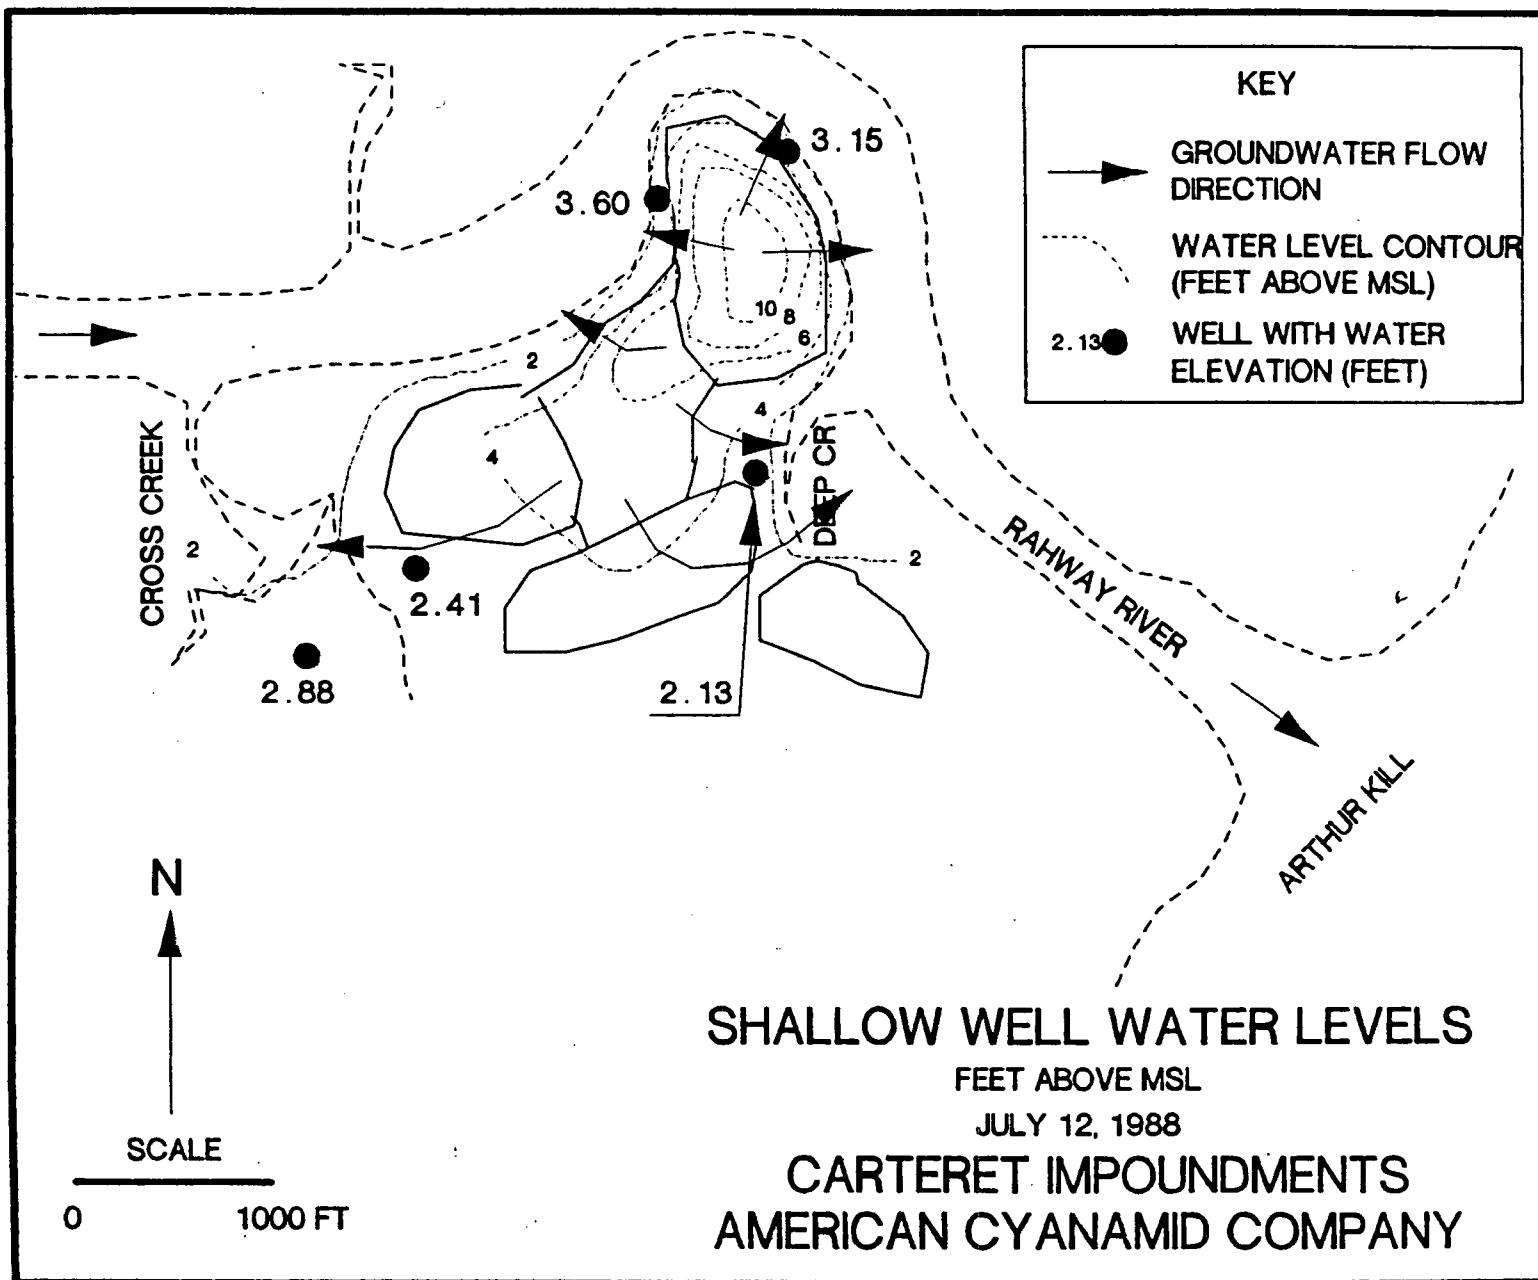 KEY
GROUNDWATER FLOW
DIRECTION
WATER LEVEL CONTOUR
(FEET ABOVE MSL)
2.13
WELL WITH WATER
ELEVATION (FEET)
3.15
3.60
10
8
6
2
4
4
CROSS CREEK
2
DEEP CR
2
RAHWAY RIVER
2.41
2.88
2.13
ARTHUR KILL
N
SCALE
0
1000 FT
SHALLOW WELL WATER LEVELS
FEET ABOVE MSL
JULY 12, 1988
CARTERET IMPOUNDMENTS
AMERICAN CYANAMID COMPANY